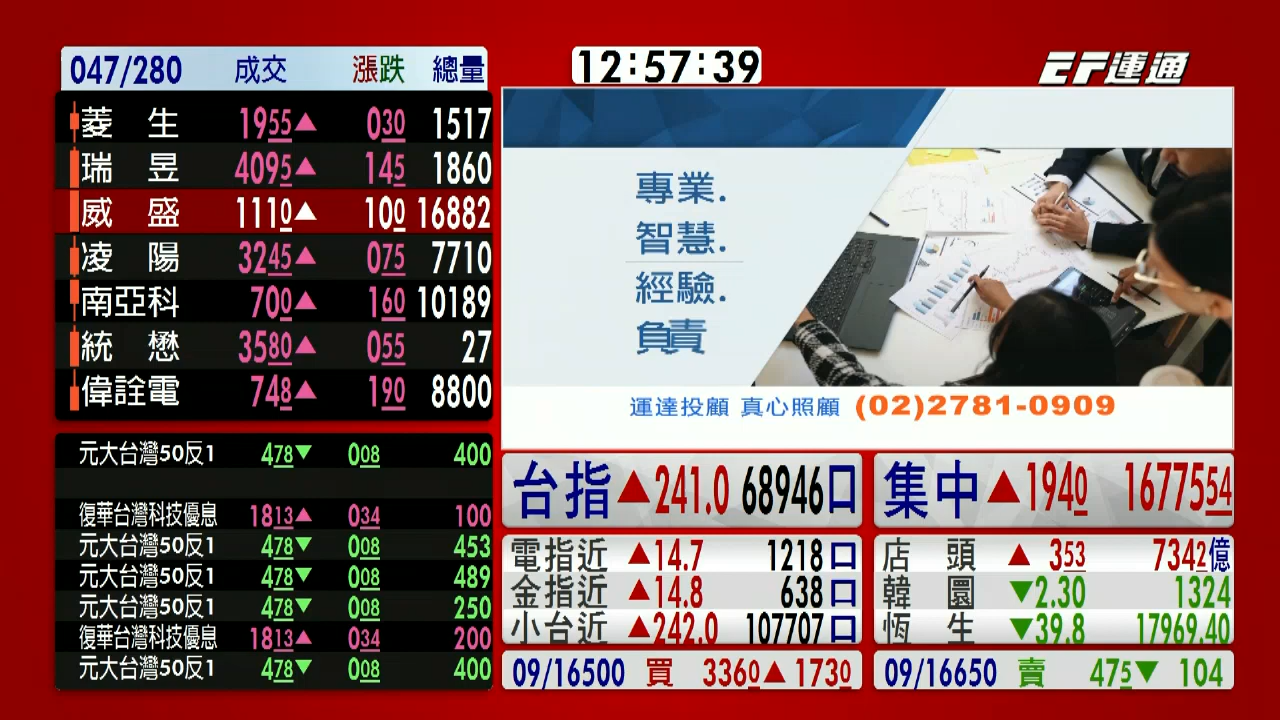 047/280 成交 漲跌 總量
12:57:39
EF運通
菱生 1955▲ 030 1517
瑞昱 4095▲ 145 1860
威盛 1110▲ 100 16882
凌陽 3245▲ 075 7710
南亞科 700▲ 160 10189
統懋 3580▲ 055 27
偉詮電 748▲ 190 8800
專業.
智慧.
經驗.
負責
運達投顧 真心照顧 (02)2781-0909
元大台灣50反1 478▼ 008 400
復華台灣科技優息 1813▲ 034 100
元大台灣50反1 478▼ 008 453
元大台灣50反1 478▼ 008 489
元大台灣50反1 478▼ 008 250
復華台灣科技優息 1813▲ 034 200
元大台灣50反1 478▼ 008 400
台指▲241.0 68946口
集中▲1940 1677554
電指近 ▲14.7 1218口
金指近 ▲14.8 638口
小台近 ▲242.0 107707口
店頭 ▲353 7342億
韓國 ▼2.30 1324
恆生 ▼39.8 17969.40
09/16500 買 3360▲1730
09/16650 賣 475▼ 104